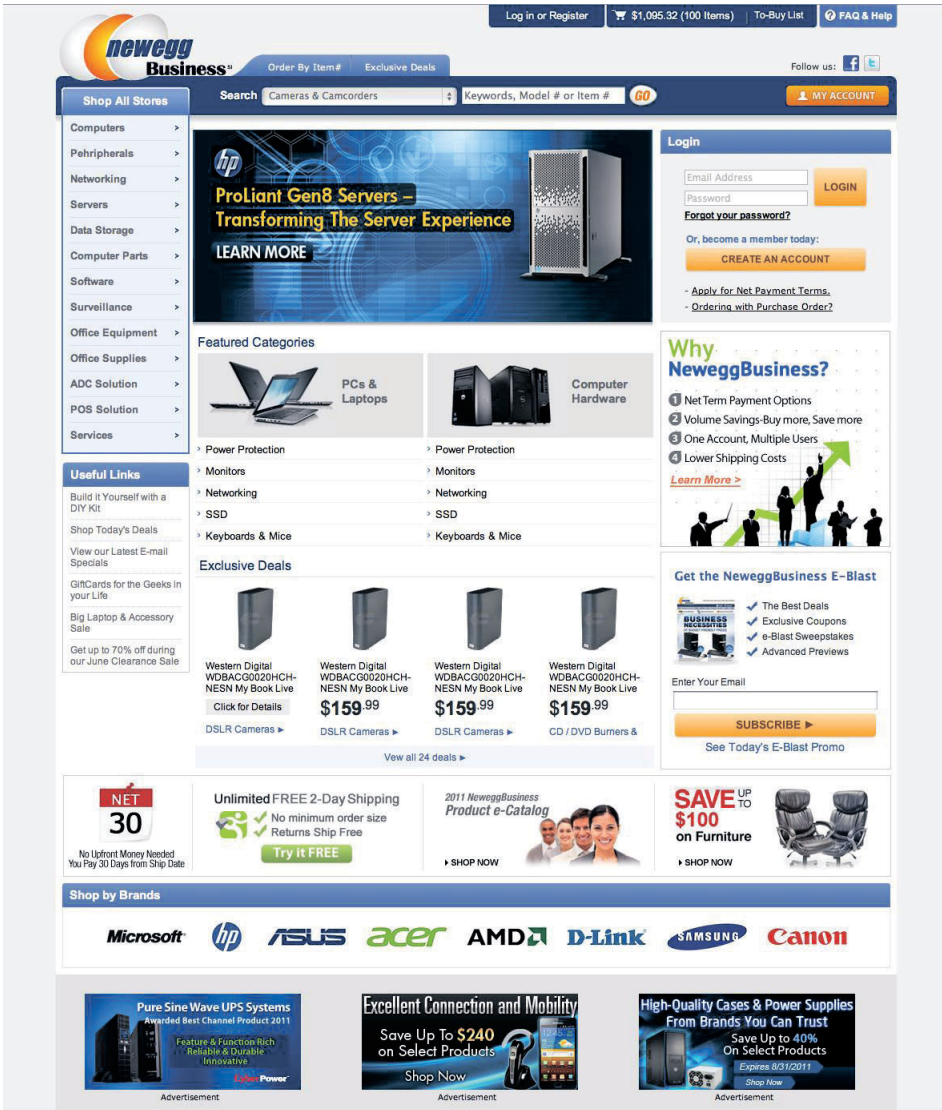 Log in or Register
$1,095.32 (100 Items)
To-Buy List
? FAQ & Help
newegg
Business
Order By Item#
Exclusive Deals
Follow us:
f
t
Shop All Stores
Search
Cameras & Camcorders
Keywords, Model # or Item #
GO
MY ACCOUNT
Computers
Pehripherals
Networking
Servers
Data Storage
Computer Parts
Software
Surveillance
Office Equipment
Office Supplies
ADC Solution
POS Solution
Services
Useful Links
Build it Yourself with a
DIY Kit
Shop Today's Deals
View our Latest E-mail
Specials
GiftCards for the Geeks in
your Life
Big Laptop & Accessory
Sale
Get up to 70% off during
our June Clearance Sale
hp
ProLiant Gen8 Servers –
Transforming The Server Experience
LEARN MORE
Login
Email Address
Password
LOGIN
Forgot your password?
Or, become a member today:
CREATE AN ACCOUNT
- Apply for Net Payment Terms.
- Ordering with Purchase Order?
Featured Categories
PCs &
Laptops
Power Protection
Monitors
Networking
SSD
Keyboards & Mice
Computer
Hardware
Power Protection
Monitors
Networking
SSD
Keyboards & Mice
Why
NeweggBusiness?
1 Net Term Payment Options
2 Volume Savings-Buy more, Save more
3 One Account, Multiple Users
4 Lower Shipping Costs
Learn More >
Exclusive Deals
Western Digital
WDBACG0020HCH-
NESN My Book Live
Click for Details
DSLR Cameras
Western Digital
WDBACG0020HCH-
NESN My Book Live
$159.99
DSLR Cameras
Western Digital
WDBACG0020HCH-
NESN My Book Live
$159.99
DSLR Cameras
Western Digital
WDBACG0020HCH-
NESN My Book Live
$159.99
CD / DVD Burners &
Vew all 24 deals
Get the NeweggBusiness E-Blast
BUSINESS
NECESSITIES
The Best Deals
Exclusive Coupons
e-Blast Sweepstakes
Advanced Previews
Enter Your Email
SUBSCRIBE
See Today's E-Blast Promo
NET
30
No Upfront Money Needed
You Pay 30 Days from Ship Date
Unlimited FREE 2-Day Shipping
No minimum order size
Returns Ship Free
Try it FREE
2011 NeweggBusiness
Product e-Catalog
SHOP NOW
SAVE UP TO
$100
on Furniture
SHOP NOW
Shop by Brands
Microsoft
hp
ASUS
acer
AMD
D-Link
SAMSUNG
Canon
Pure Sine Wave UPS Systems
Awarded Best Channel Product 2011
Feature & Function Rich
Reliable & Durable
Innovative
CyberPower
Advertisement
Excellent Connection and Mobility
Save Up To $240
on Select Products
Shop Now
Advertisement
High-Quality Cases & Power Supplies
From Brands You Can Trust
Save Up to 40%
On Select Products
Expires 8/31/2011
Shop Now
Advertisement